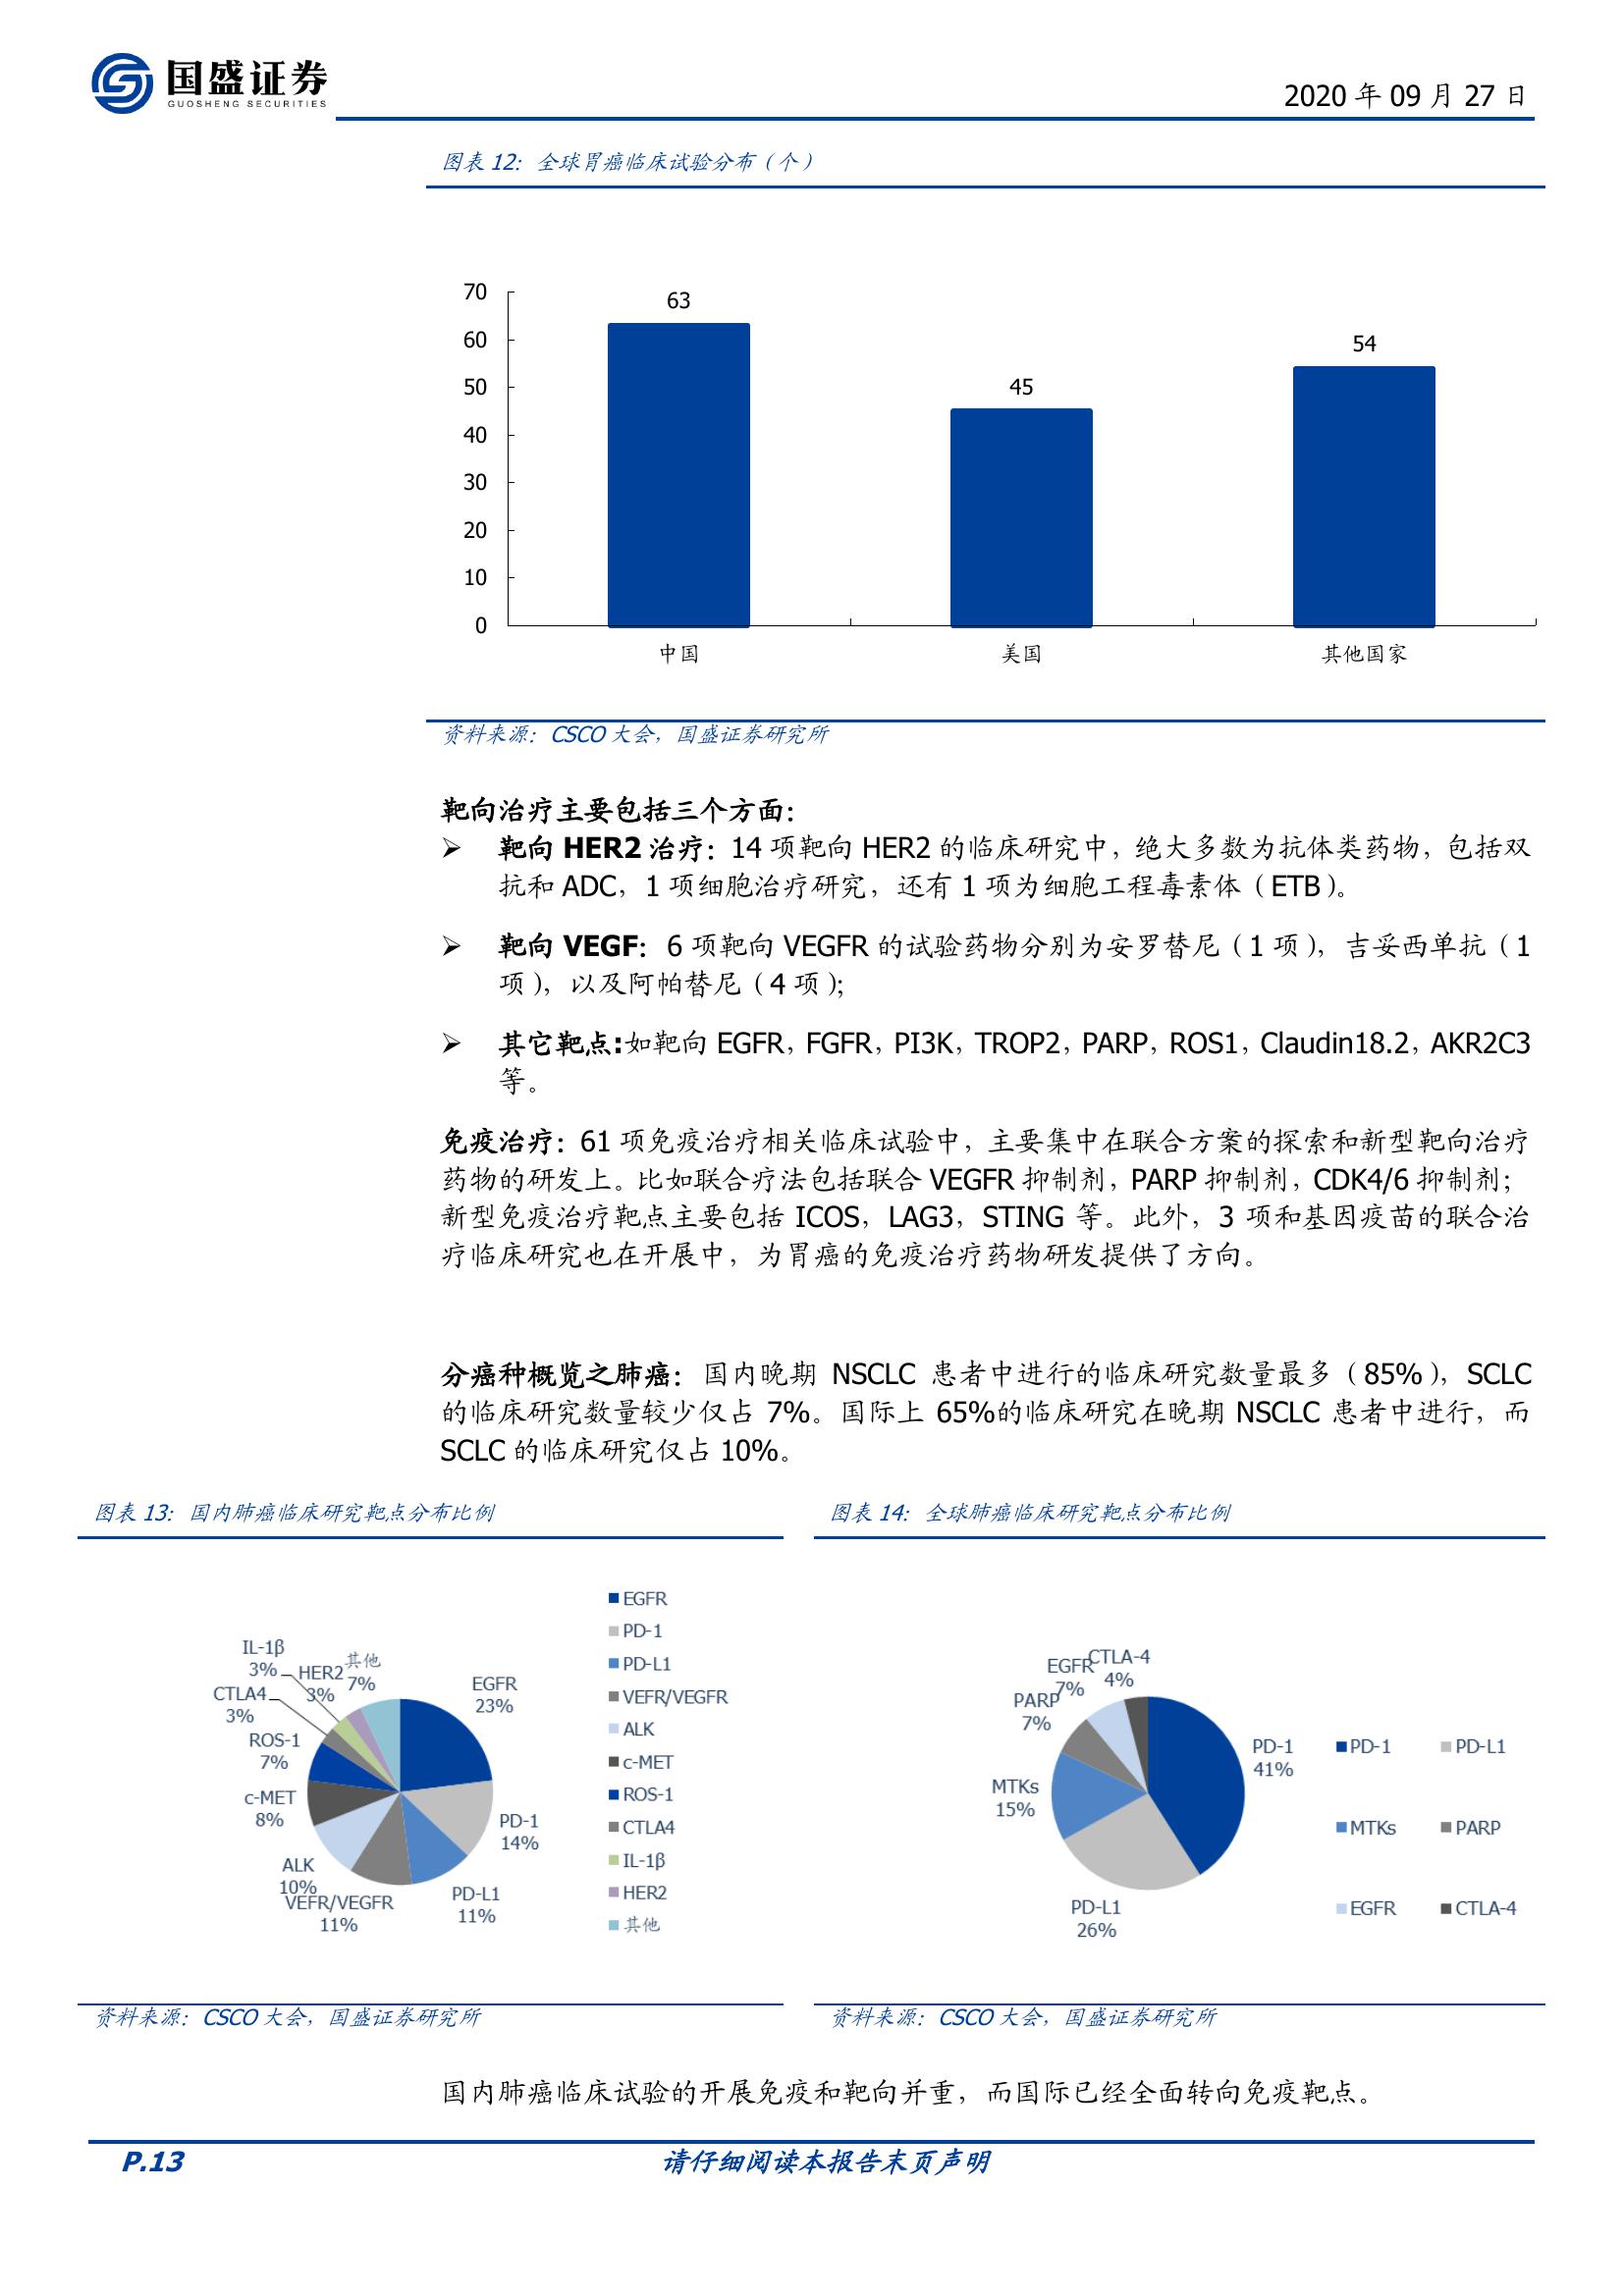 国盛证券
GUOSHENG SECURITIES
2020 年 09 月 27 日
图表 12: 全球胃癌临床试验分布（个）
70
60
50
40
30
20
10
0
63
45
54
中国
美国
其他国家
资料来源：CSCO 大会，国盛证券研究所
靶向治疗主要包括三个方面：
➢ 靶向 HER2 治疗：14 项靶向 HER2 的临床研究中，绝大多数为抗体类药物，包括双
抗和 ADC，1 项细胞治疗研究，还有 1 项为细胞工程毒素体（ETB）。
➢ 靶向 VEGF：6 项靶向 VEGFR 的试验药物分别为安罗替尼（1 项），吉妥西单抗（1
项），以及阿帕替尼（4 项）；
➢ 其它靶点:如靶向 EGFR，FGFR，PI3K，TROP2，PARP，ROS1，Claudin18.2，AKR2C3
等。
免疫治疗：61 项免疫治疗相关临床试验中，主要集中在联合方案的探索和新型靶向治疗
药物的研发上。比如联合疗法包括联合 VEGFR 抑制剂，PARP 抑制剂，CDK4/6 抑制剂；
新型免疫治疗靶点主要包括 ICOS，LAG3，STING 等。此外，3 项和基因疫苗的联合治
疗临床研究也在开展中，为胃癌的免疫治疗药物研发提供了方向。
分癌种概览之肺癌：国内晚期 NSCLC 患者中进行的临床研究数量最多（85%），SCLC
的临床研究数量较少仅占 7%。国际上 65%的临床研究在晚期 NSCLC 患者中进行，而
SCLC 的临床研究仅占 10%。
图表 13: 国内肺癌临床研究靶点分布比例
EGFR
23%
PD-1
14%
PD-L1
11%
VEFR/VEGFR
11%
ALK
10%
c-MET
8%
ROS-1
7%
CTLA4
3%
IL-1β
3%
HER2
3%
其他
7%
EGFR
PD-1
PD-L1
VEFR/VEGFR
ALK
c-MET
ROS-1
CTLA4
IL-1β
HER2
其他
资料来源：CSCO 大会，国盛证券研究所
图表 14: 全球肺癌临床研究靶点分布比例
PD-1
41%
PD-L1
26%
MTKs
15%
PARP
7%
EGFR
7%
CTLA-4
4%
PD-1
PD-L1
MTKs
PARP
EGFR
CTLA-4
资料来源：CSCO 大会，国盛证券研究所
国内肺癌临床试验的开展免疫和靶向并重，而国际已经全面转向免疫靶点。
P.13
请仔细阅读本报告末页声明